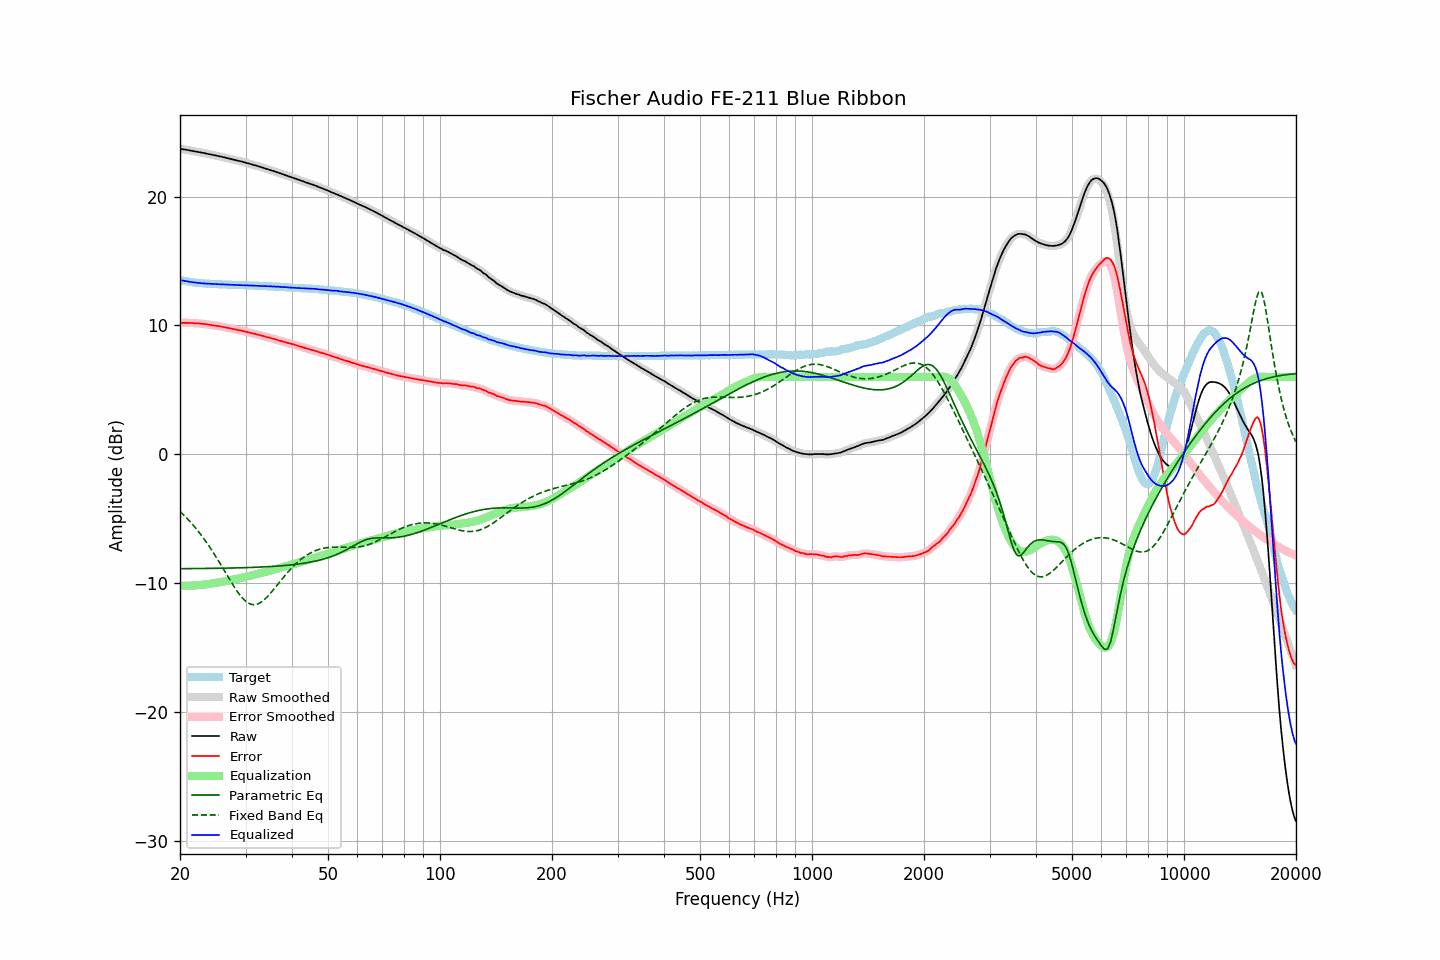 Fischer Audio FE-211 Blue Ribbon
Amplitude (dBr)
20
10
0
−10
−20
−30
Target
Raw Smoothed
Error Smoothed
Raw
Error
Equalization
Parametric Eq
Fixed Band Eq
Equalized
20 50 100 200 500 1000 2000 5000 10000 20000
Frequency (Hz)